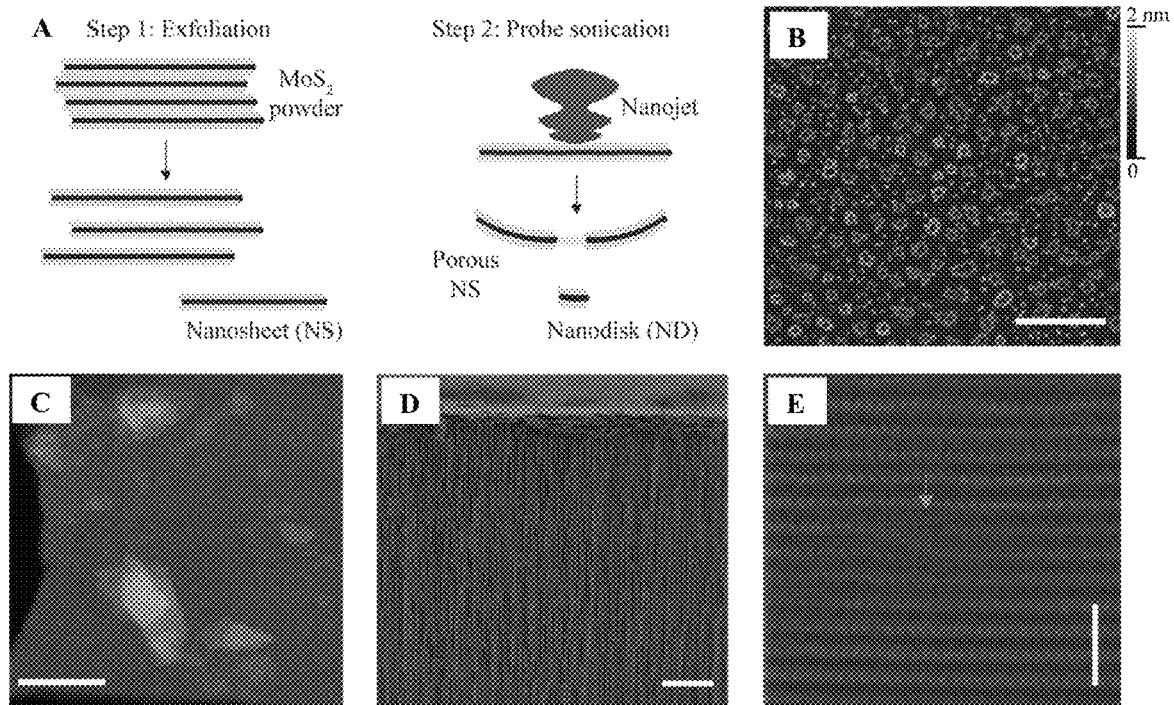 A
Step 1: Exfoliation
MoS₂
powder
Nanosheet (NS)
Step 2: Probe sonication
Nanojet
Porous
NS
Nanodisk (ND)
B
2 nm
0
C
D
E